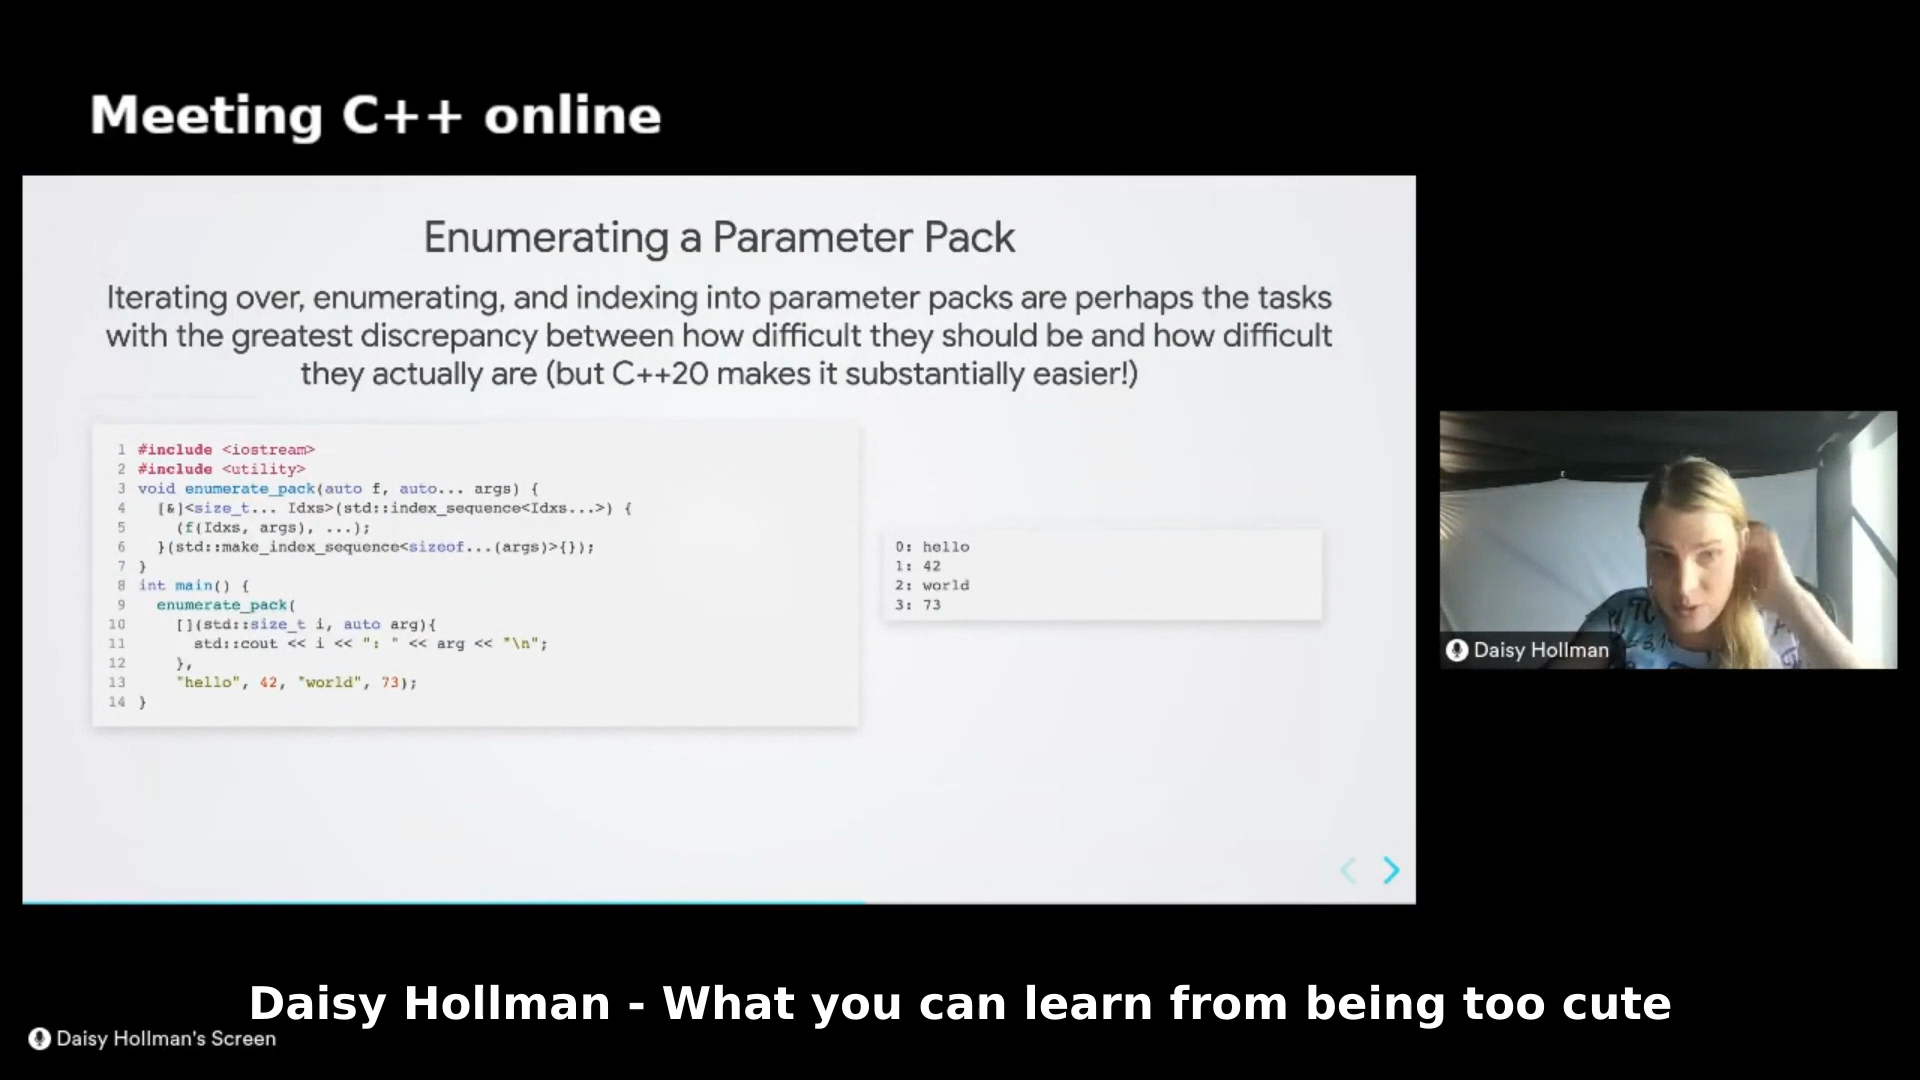 Meeting C++ online
Enumerating a Parameter Pack
Iterating over, enumerating, and indexing into parameter packs are perhaps the tasks
with the greatest discrepancy between how difficult they should be and how difficult
they actually are (but C++20 makes it substantially easier!)
1 #include <iostream>
2 #include <utility>
3 void enumerate_pack(auto f, auto... args) {
4   [&]<size_t... Idxs>(std::index_sequence<Idxs...>) {
5     (f(Idxs, args), ...);
6   }(std::make_index_sequence<sizeof...(args)>{});
7 }
8 int main() {
9   enumerate_pack(
10     [](std::size_t i, auto arg){
11       std::cout << i << ": " << arg << "\n";
12     },
13     "hello", 42, "world", 73);
14 }
0: hello
1: 42
2: world
3: 73
Daisy Hollman
Daisy Hollman - What you can learn from being too cute
Daisy Hollman's Screen